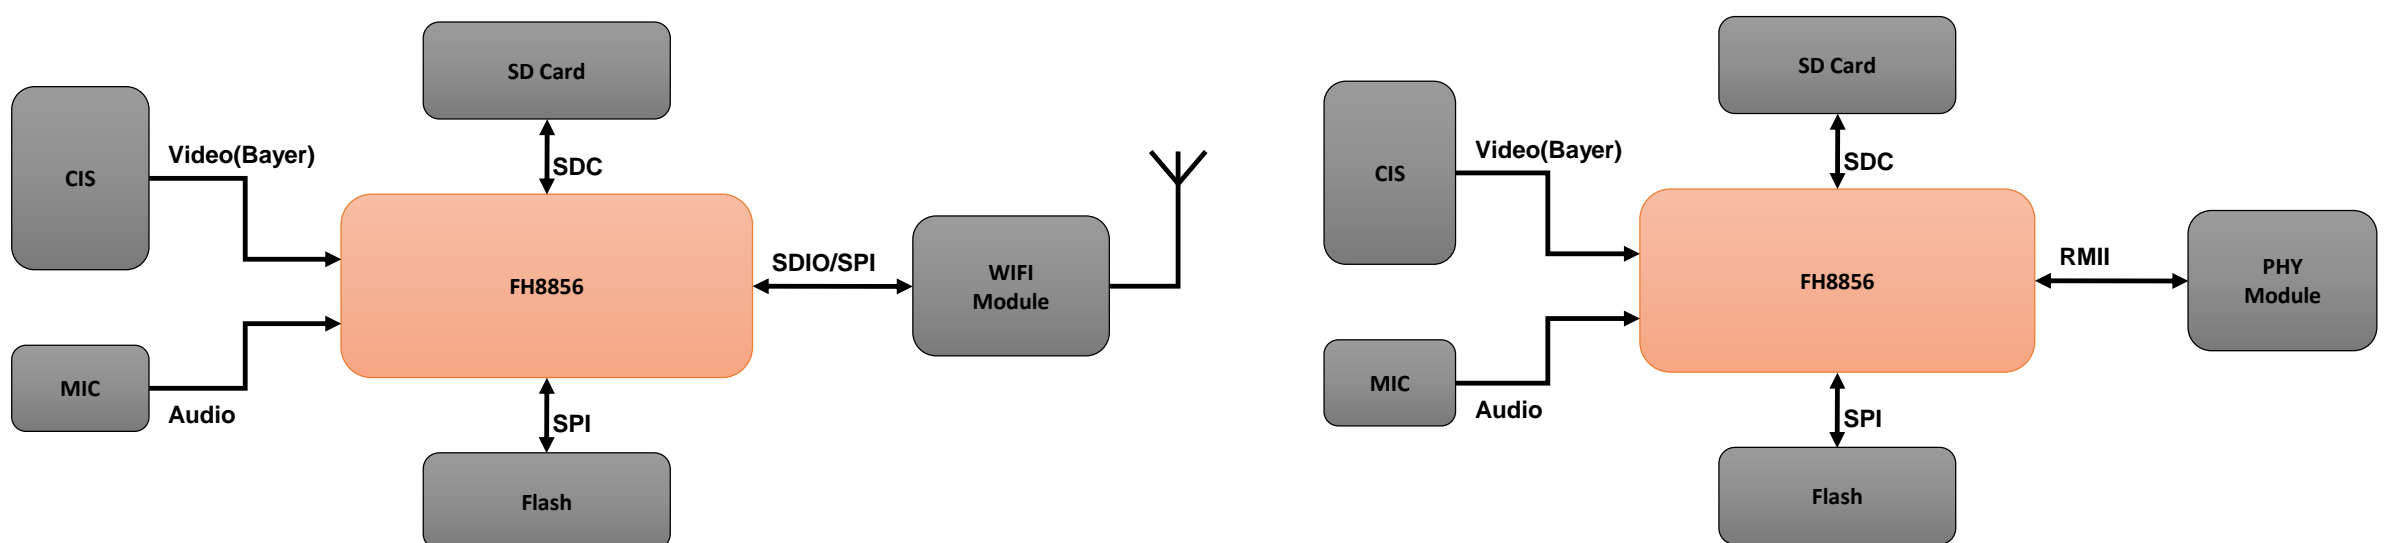 SD Card
CIS
Video(Bayer)
SDC
FH8856
SDIO/SPI
WIFI
Module
MIC
Audio
SPI
Flash
SD Card
CIS
Video(Bayer)
SDC
FH8856
RMII
PHY
Module
MIC
Audio
SPI
Flash